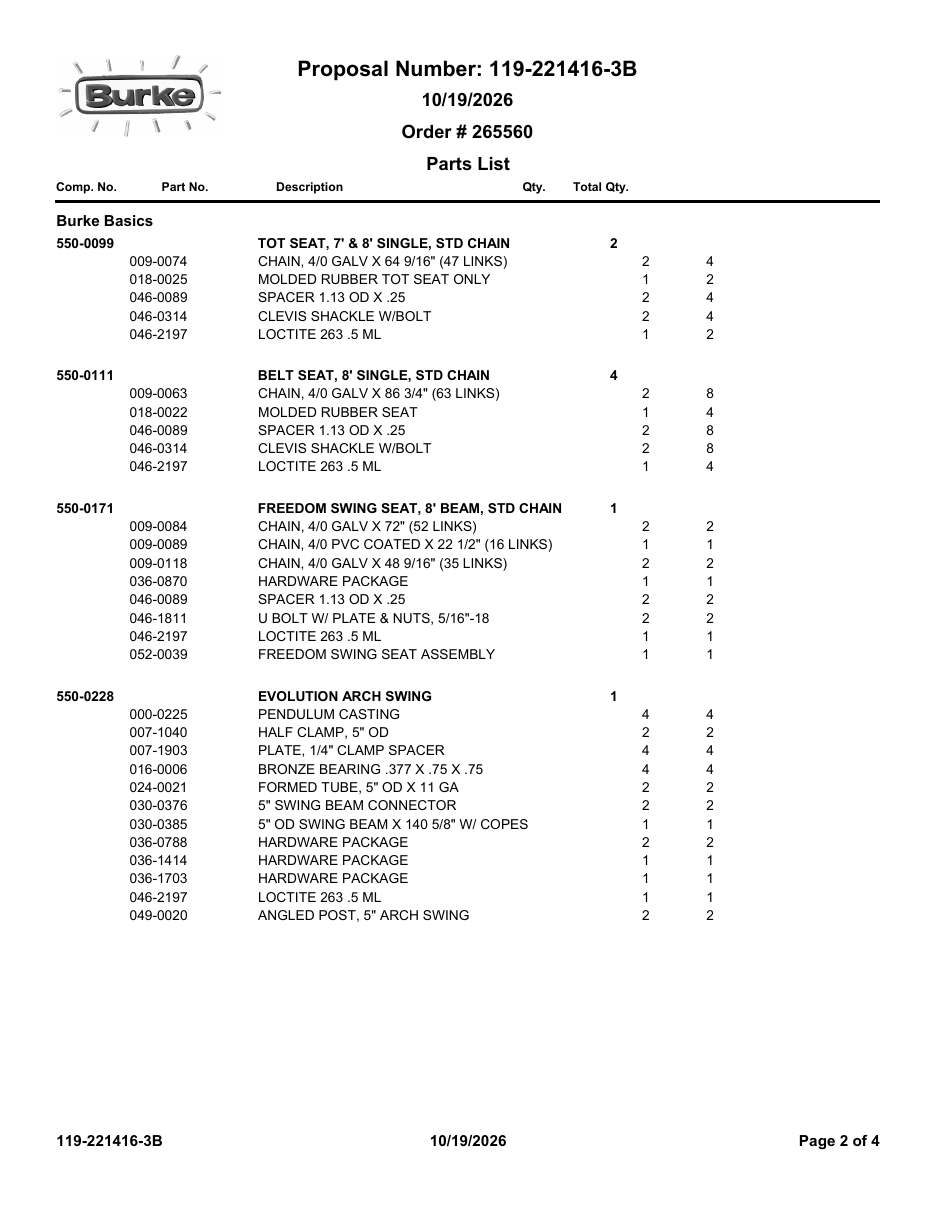 Burke
Proposal Number: 119-221416-3B
10/19/2026
Order # 265560
Parts List
Comp. No. Part No. Description Qty. Total Qty.
Burke Basics
550-0099 TOT SEAT, 7' & 8' SINGLE, STD CHAIN 2
009-0074 CHAIN, 4/0 GALV X 64 9/16" (47 LINKS) 2 4
018-0025 MOLDED RUBBER TOT SEAT ONLY 1 2
046-0089 SPACER 1.13 OD X .25 2 4
046-0314 CLEVIS SHACKLE W/BOLT 2 4
046-2197 LOCTITE 263 .5 ML 1 2
550-0111 BELT SEAT, 8' SINGLE, STD CHAIN 4
009-0063 CHAIN, 4/0 GALV X 86 3/4" (63 LINKS) 2 8
018-0022 MOLDED RUBBER SEAT 1 4
046-0089 SPACER 1.13 OD X .25 2 8
046-0314 CLEVIS SHACKLE W/BOLT 2 8
046-2197 LOCTITE 263 .5 ML 1 4
550-0171 FREEDOM SWING SEAT, 8' BEAM, STD CHAIN 1
009-0084 CHAIN, 4/0 GALV X 72" (52 LINKS) 2 2
009-0089 CHAIN, 4/0 PVC COATED X 22 1/2" (16 LINKS) 1 1
009-0118 CHAIN, 4/0 GALV X 48 9/16" (35 LINKS) 2 2
036-0870 HARDWARE PACKAGE 1 1
046-0089 SPACER 1.13 OD X .25 2 2
046-1811 U BOLT W/ PLATE & NUTS, 5/16"-18 2 2
046-2197 LOCTITE 263 .5 ML 1 1
052-0039 FREEDOM SWING SEAT ASSEMBLY 1 1
550-0228 EVOLUTION ARCH SWING 1
000-0225 PENDULUM CASTING 4 4
007-1040 HALF CLAMP, 5" OD 2 2
007-1903 PLATE, 1/4" CLAMP SPACER 4 4
016-0006 BRONZE BEARING .377 X .75 X .75 4 4
024-0021 FORMED TUBE, 5" OD X 11 GA 2 2
030-0376 5" SWING BEAM CONNECTOR 2 2
030-0385 5" OD SWING BEAM X 140 5/8" W/ COPES 1 1
036-0788 HARDWARE PACKAGE 2 2
036-1414 HARDWARE PACKAGE 1 1
036-1703 HARDWARE PACKAGE 1 1
046-2197 LOCTITE 263 .5 ML 1 1
049-0020 ANGLED POST, 5" ARCH SWING 2 2
119-221416-3B 10/19/2026 Page 2 of 4